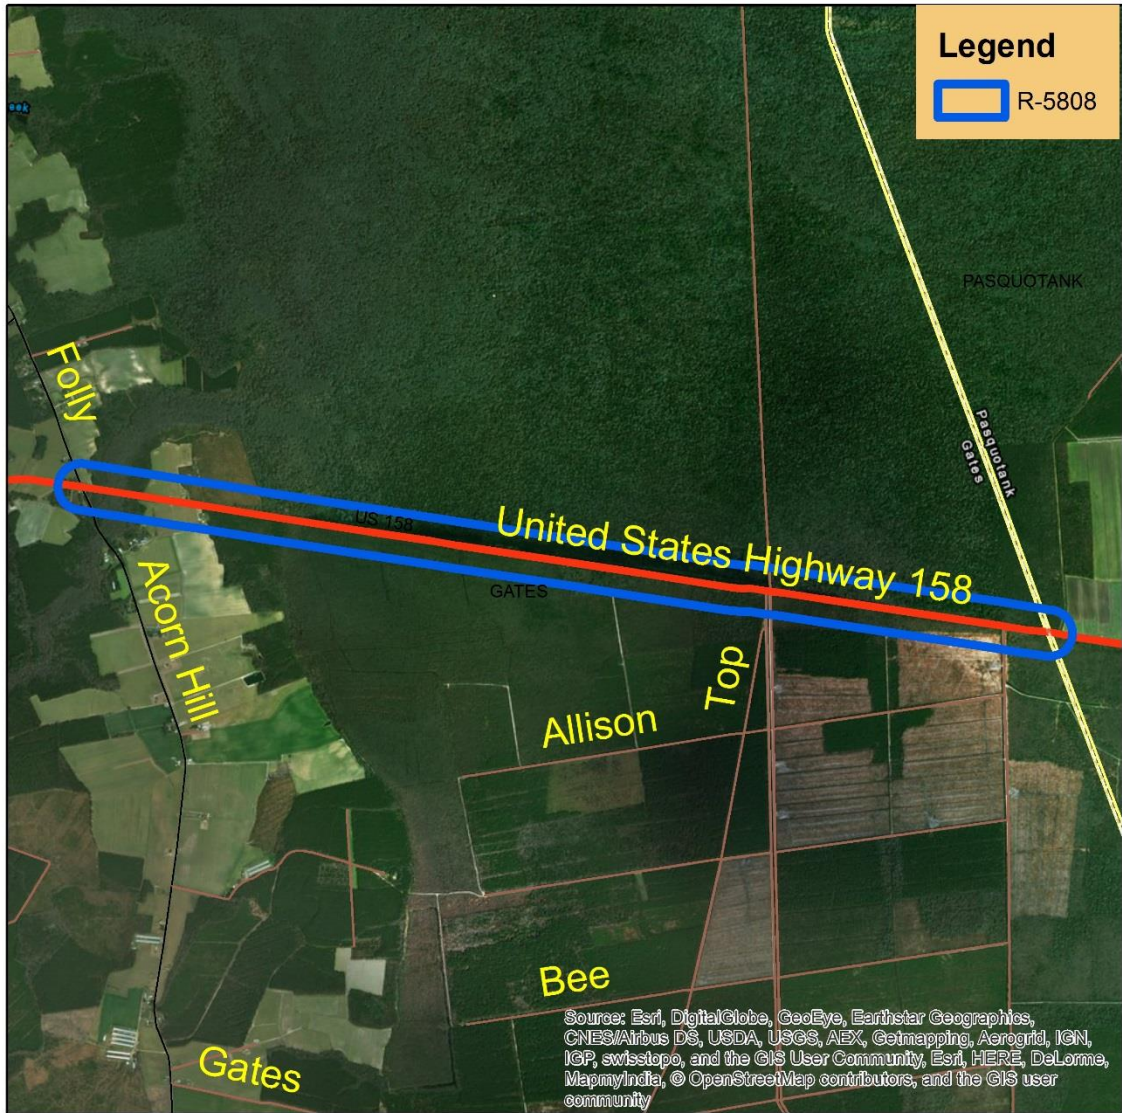 Legend
R-5808
PASQUOTANK
Folly
Pasquotank
Gates
US 158
United States Highway 158
GATES
Acorn Hill
Top
Allison
Bee
Gates
Source: Esri, DigitalGlobe, GeoEye, Earthstar Geographics,
CNES/Airbus DS, USDA, USGS, AEX, Getmapping, Aerogrid, IGN,
IGP, swisstopo, and the GIS User Community, Esri, HERE, DeLorme,
MapmyIndia, © OpenStreetMap contributors, and the GIS user
community